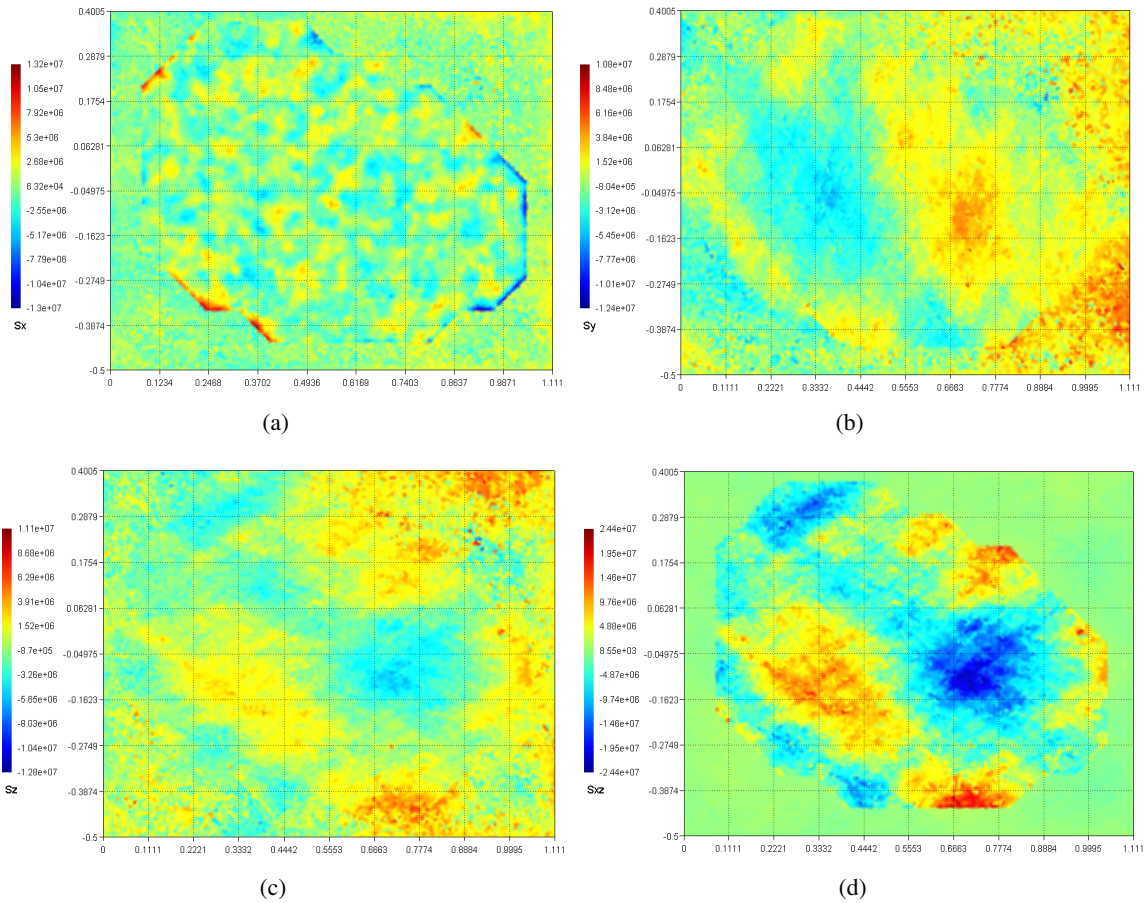 0.4005
0.2879
0.1754
0.06281
-0.04975
-0.1623
-0.2749
-0.3874
-0.5
0 0.1234 0.2468 0.3702 0.4936 0.6169 0.7403 0.8637 0.9871 1.111
1.32e+07
1.05e+07
7.92e+06
5.3e+06
2.68e+06
6.32e+04
-2.55e+06
-5.17e+06
-7.79e+06
-1.04e+07
-1.3e+07
Sx
(a)
0.4005
0.2879
0.1754
0.06281
-0.04975
-0.1623
-0.2749
-0.3874
-0.5
0 0.1111 0.2221 0.3332 0.4442 0.5553 0.6663 0.7774 0.8884 0.9995 1.111
1.08e+07
8.48e+06
6.16e+06
3.84e+06
1.52e+06
-8.04e+05
-3.12e+06
-5.45e+06
-7.77e+06
-1.01e+07
-1.24e+07
Sy
(b)
0.4005
0.2879
0.1754
0.06281
-0.04975
-0.1623
-0.2749
-0.3874
-0.5
0 0.1111 0.2221 0.3332 0.4442 0.5553 0.6663 0.7774 0.8884 0.9995 1.111
1.11e+07
8.68e+06
6.29e+06
3.91e+06
1.52e+06
-8.7e+05
-3.26e+06
-5.65e+06
-8.03e+06
-1.04e+07
-1.28e+07
Sz
(c)
0.4005
0.2879
0.1754
0.06281
-0.04975
-0.1623
-0.2749
-0.3874
-0.5
0 0.1111 0.2221 0.3332 0.4442 0.5553 0.6663 0.7774 0.8884 0.9995 1.111
2.44e+07
1.95e+07
1.46e+07
9.76e+06
4.88e+06
8.55e+03
-4.87e+06
-9.74e+06
-1.46e+07
-1.95e+07
-2.44e+07
Sxz
(d)